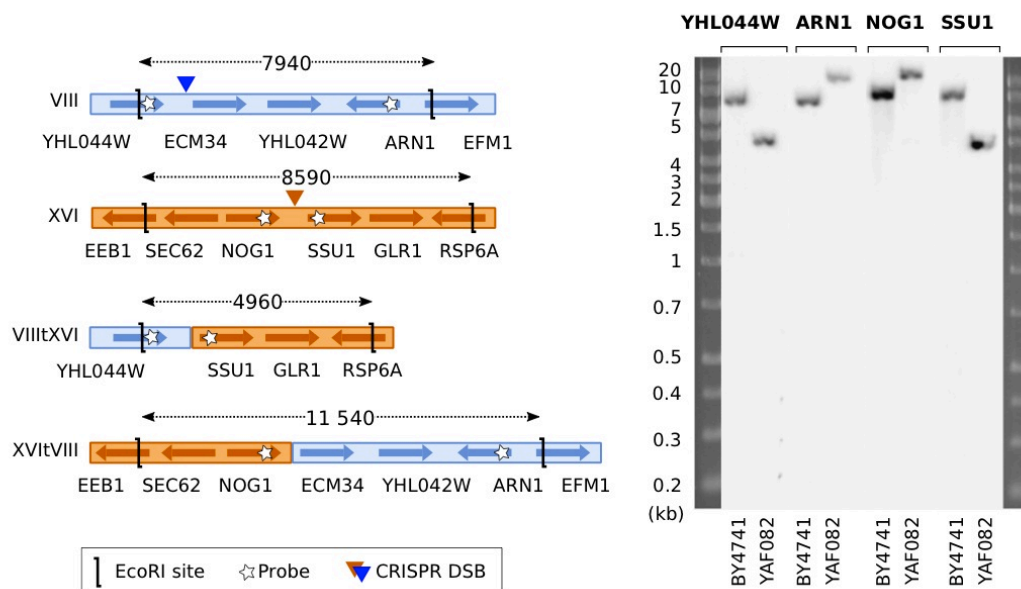 7940
VIII
YHL044W ECM34 YHL042W ARN1 EFM1
8590
XVI
EEB1 SEC62 NOG1 SSU1 GLR1 RSP6A
4960
VIIItXVI
YHL044W SSU1 GLR1 RSP6A
11 540
XVItVIII
EEB1 SEC62 NOG1 ECM34 YHL042W ARN1 EFM1
EcoRI site Probe CRISPR DSB
YHL044W ARN1 NOG1 SSU1
20
10
7
5
4
3
2
1.5
1
0.7
0.5
0.4
0.3
0.2
(kb)
BY4741
YAF082
BY4741
YAF082
BY4741
YAF082
BY4741
YAF082